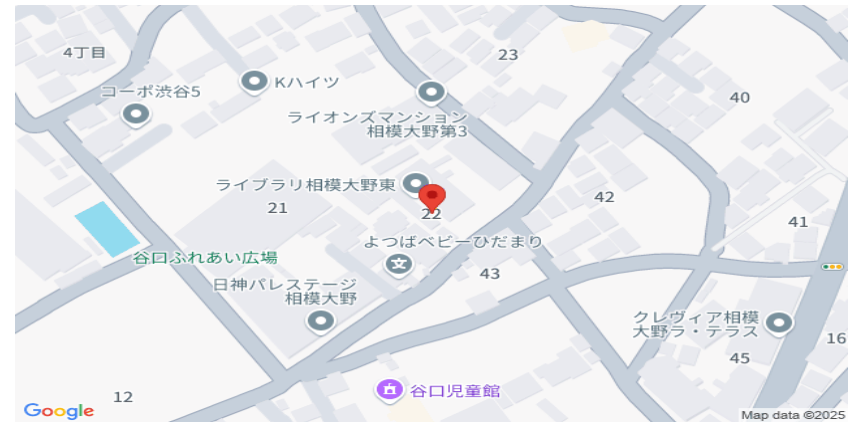 4丁目
23
Kハイツ
コーポ渋谷5
40
ライオンズマンション
相模大野第3
ライブラリ相模大野東
42
21
22
41
よつばベビーひだまり
谷口ふれあい広場
43
日神パレステージ
相模大野
クレヴィア相模
大野ラ・テラス
16
45
谷口児童館
12
Google
Map data ©2025